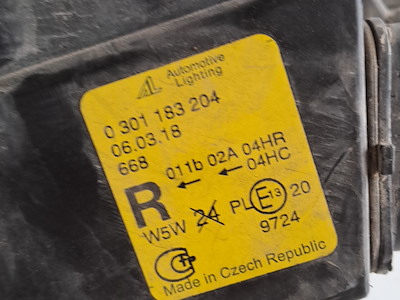 AL Automotive
Lighting
0 301 183 204
06.03.18
668
011b 02A 04HR
04HC
R
W5W 24 PL E13 20
9724
Made in Czech Republic